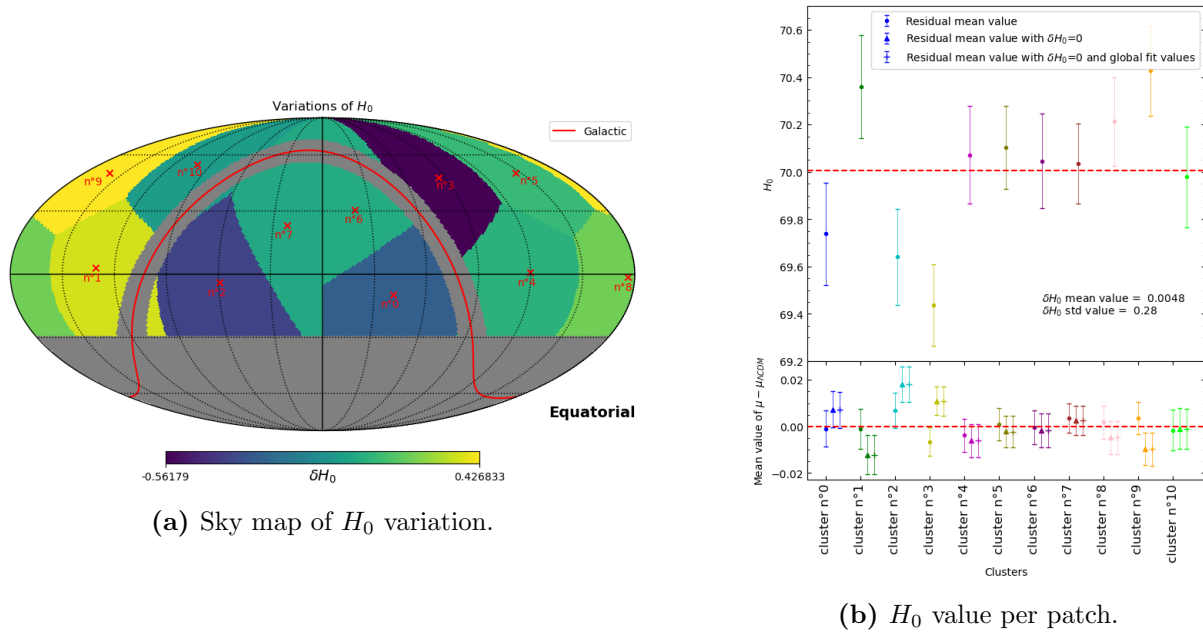 Variations of H₀
Galactic
n°9
n°10
n°3
n°5
n°6
n°7
n°1
n°2
n°0
n°4
n°8
Equatorial
-0.56179
δH₀
0.426833
(a) Sky map of H₀ variation.
Residual mean value
Residual mean value with δH₀=0
Residual mean value with δH₀=0 and global fit values
70.6
70.4
70.2
70.0
69.8
69.6
69.4
69.2
H₀
δH₀ mean value = 0.0048
δH₀ std value = 0.28
0.02
0.00
−0.02
Mean value of μ − μΛCDM
cluster n°0
cluster n°1
cluster n°2
cluster n°3
cluster n°4
cluster n°5
cluster n°6
cluster n°7
cluster n°8
cluster n°9
cluster n°10
Clusters
(b) H₀ value per patch.